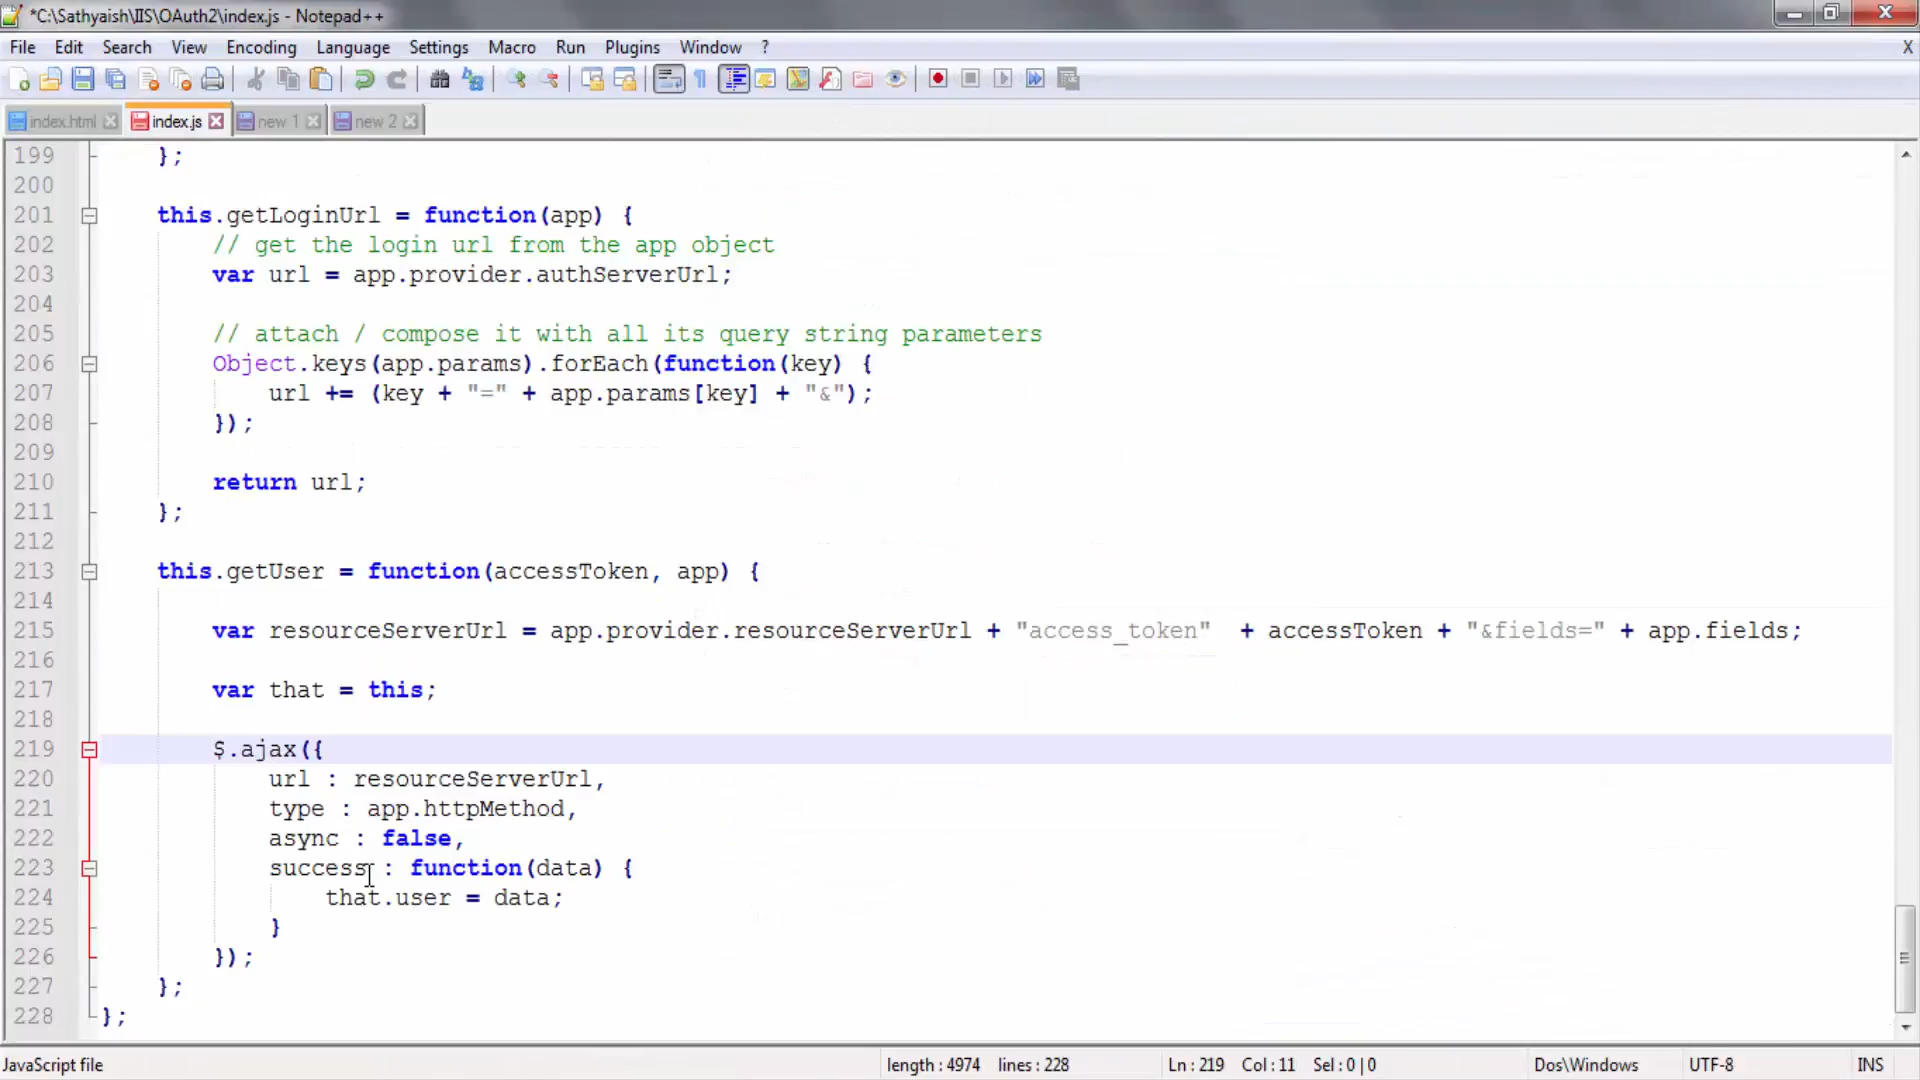 *C:\Sathyaish\IIS\OAuth2\index.js - Notepad++
File Edit Search View Encoding Language Settings Macro Run Plugins Window ? X
index.html index.js new 1 new 2
199 };
200
201 this.getLoginUrl = function(app) {
202 // get the login url from the app object
203 var url = app.provider.authServerUrl;
204
205 // attach / compose it with all its query string parameters
206 Object.keys(app.params).forEach(function(key) {
207 url += (key + "=" + app.params[key] + "&");
208 });
209
210 return url;
211 };
212
213 this.getUser = function(accessToken, app) {
214
215 var resourceServerUrl = app.provider.resourceServerUrl + "access_token" + accessToken + "&fields=" + app.fields;
216
217 var that = this;
218
219 $.ajax({
220 url : resourceServerUrl,
221 type : app.httpMethod,
222 async : false,
223 success : function(data) {
224 that.user = data;
225 }
226 });
227 };
228 };
JavaScript file length : 4974 lines : 228 Ln : 219 Col : 11 Sel : 0 | 0 Dos\Windows UTF-8 INS